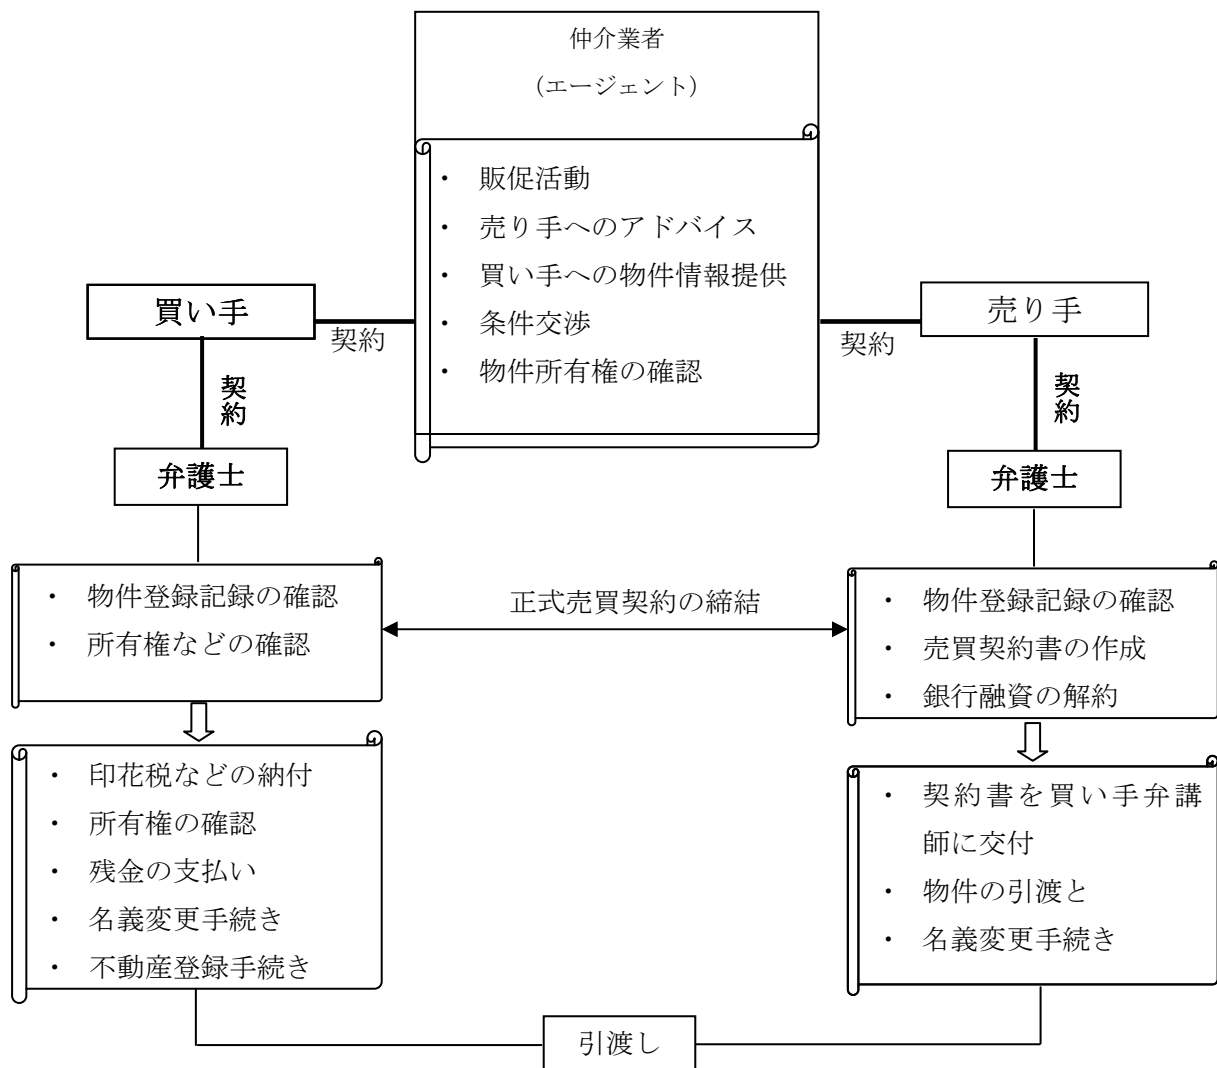 仲介業者
(エージェント)
・ 販促活動
・ 売り手へのアドバイス
・ 買い手への物件情報提供
・ 条件交渉
・ 物件所有権の確認
買い手
契約
売り手
契約
契約
契約
弁護士
弁護士
・ 物件登録記録の確認
・ 所有権などの確認
正式売買契約の締結
・ 物件登録記録の確認
・ 売買契約書の作成
・ 銀行融資の解約
・ 印花税などの納付
・ 所有権の確認
・ 残金の支払い
・ 名義変更手続き
・ 不動産登録手続き
・ 契約書を買い手弁講
師に交付
・ 物件の引渡と
・ 名義変更手続き
引渡し